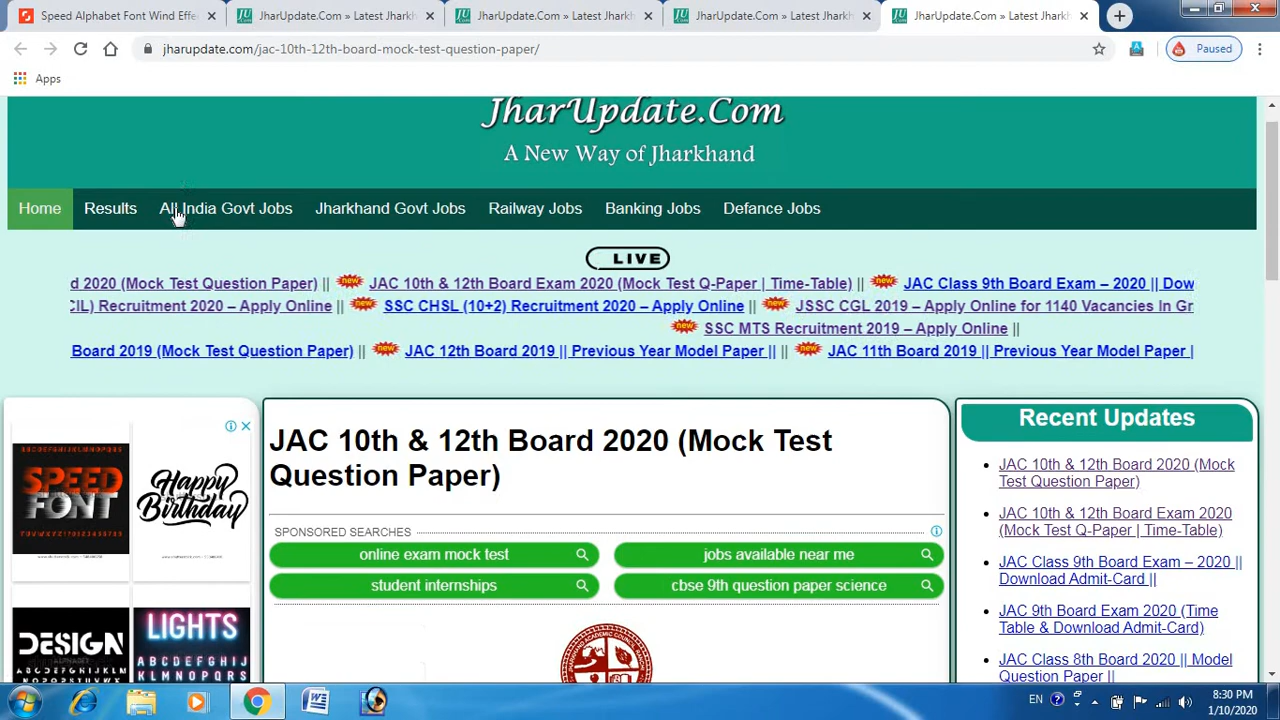 Speed Alphabet Font Wind Effe
JharUpdate.Com » Latest Jharkh
JharUpdate.Com » Latest Jharkh
JharUpdate.Com » Latest Jharkh
JharUpdate.Com » Latest Jharkh
jharupdate.com/jac-10th-12th-board-mock-test-question-paper/
Paused
Apps
JharUpdate.Com
A New Way of Jharkhand
Home Results All India Govt Jobs Jharkhand Govt Jobs Railway Jobs Banking Jobs Defance Jobs
LIVE
d 2020 (Mock Test Question Paper) || new JAC 10th & 12th Board Exam 2020 (Mock Test Q-Paper | Time-Table) || new JAC Class 9th Board Exam – 2020 || Dow
CIL) Recruitment 2020 – Apply Online || new SSC CHSL (10+2) Recruitment 2020 – Apply Online || new JSSC CGL 2019 – Apply Online for 1140 Vacancies In Gr
new SSC MTS Recruitment 2019 – Apply Online ||
Board 2019 (Mock Test Question Paper) || new JAC 12th Board 2019 || Previous Year Model Paper || || new JAC 11th Board 2019 || Previous Year Model Paper |
SPEED
FONT
Happy
Birthday
DESIGN
ALPHABET
LIGHTS
ABCDEFGHI
KLMNOPQRS
JAC 10th & 12th Board 2020 (Mock Test
Question Paper)
SPONSORED SEARCHES
online exam mock test
jobs available near me
student internships
cbse 9th question paper science
Recent Updates
JAC 10th & 12th Board 2020 (Mock
Test Question Paper)
JAC 10th & 12th Board Exam 2020
(Mock Test Q-Paper | Time-Table)
JAC Class 9th Board Exam – 2020 ||
Download Admit-Card ||
JAC 9th Board Exam 2020 (Time
Table & Download Admit-Card)
JAC Class 8th Board 2020 || Model
Question Paper ||
EN
8:30 PM
1/10/2020